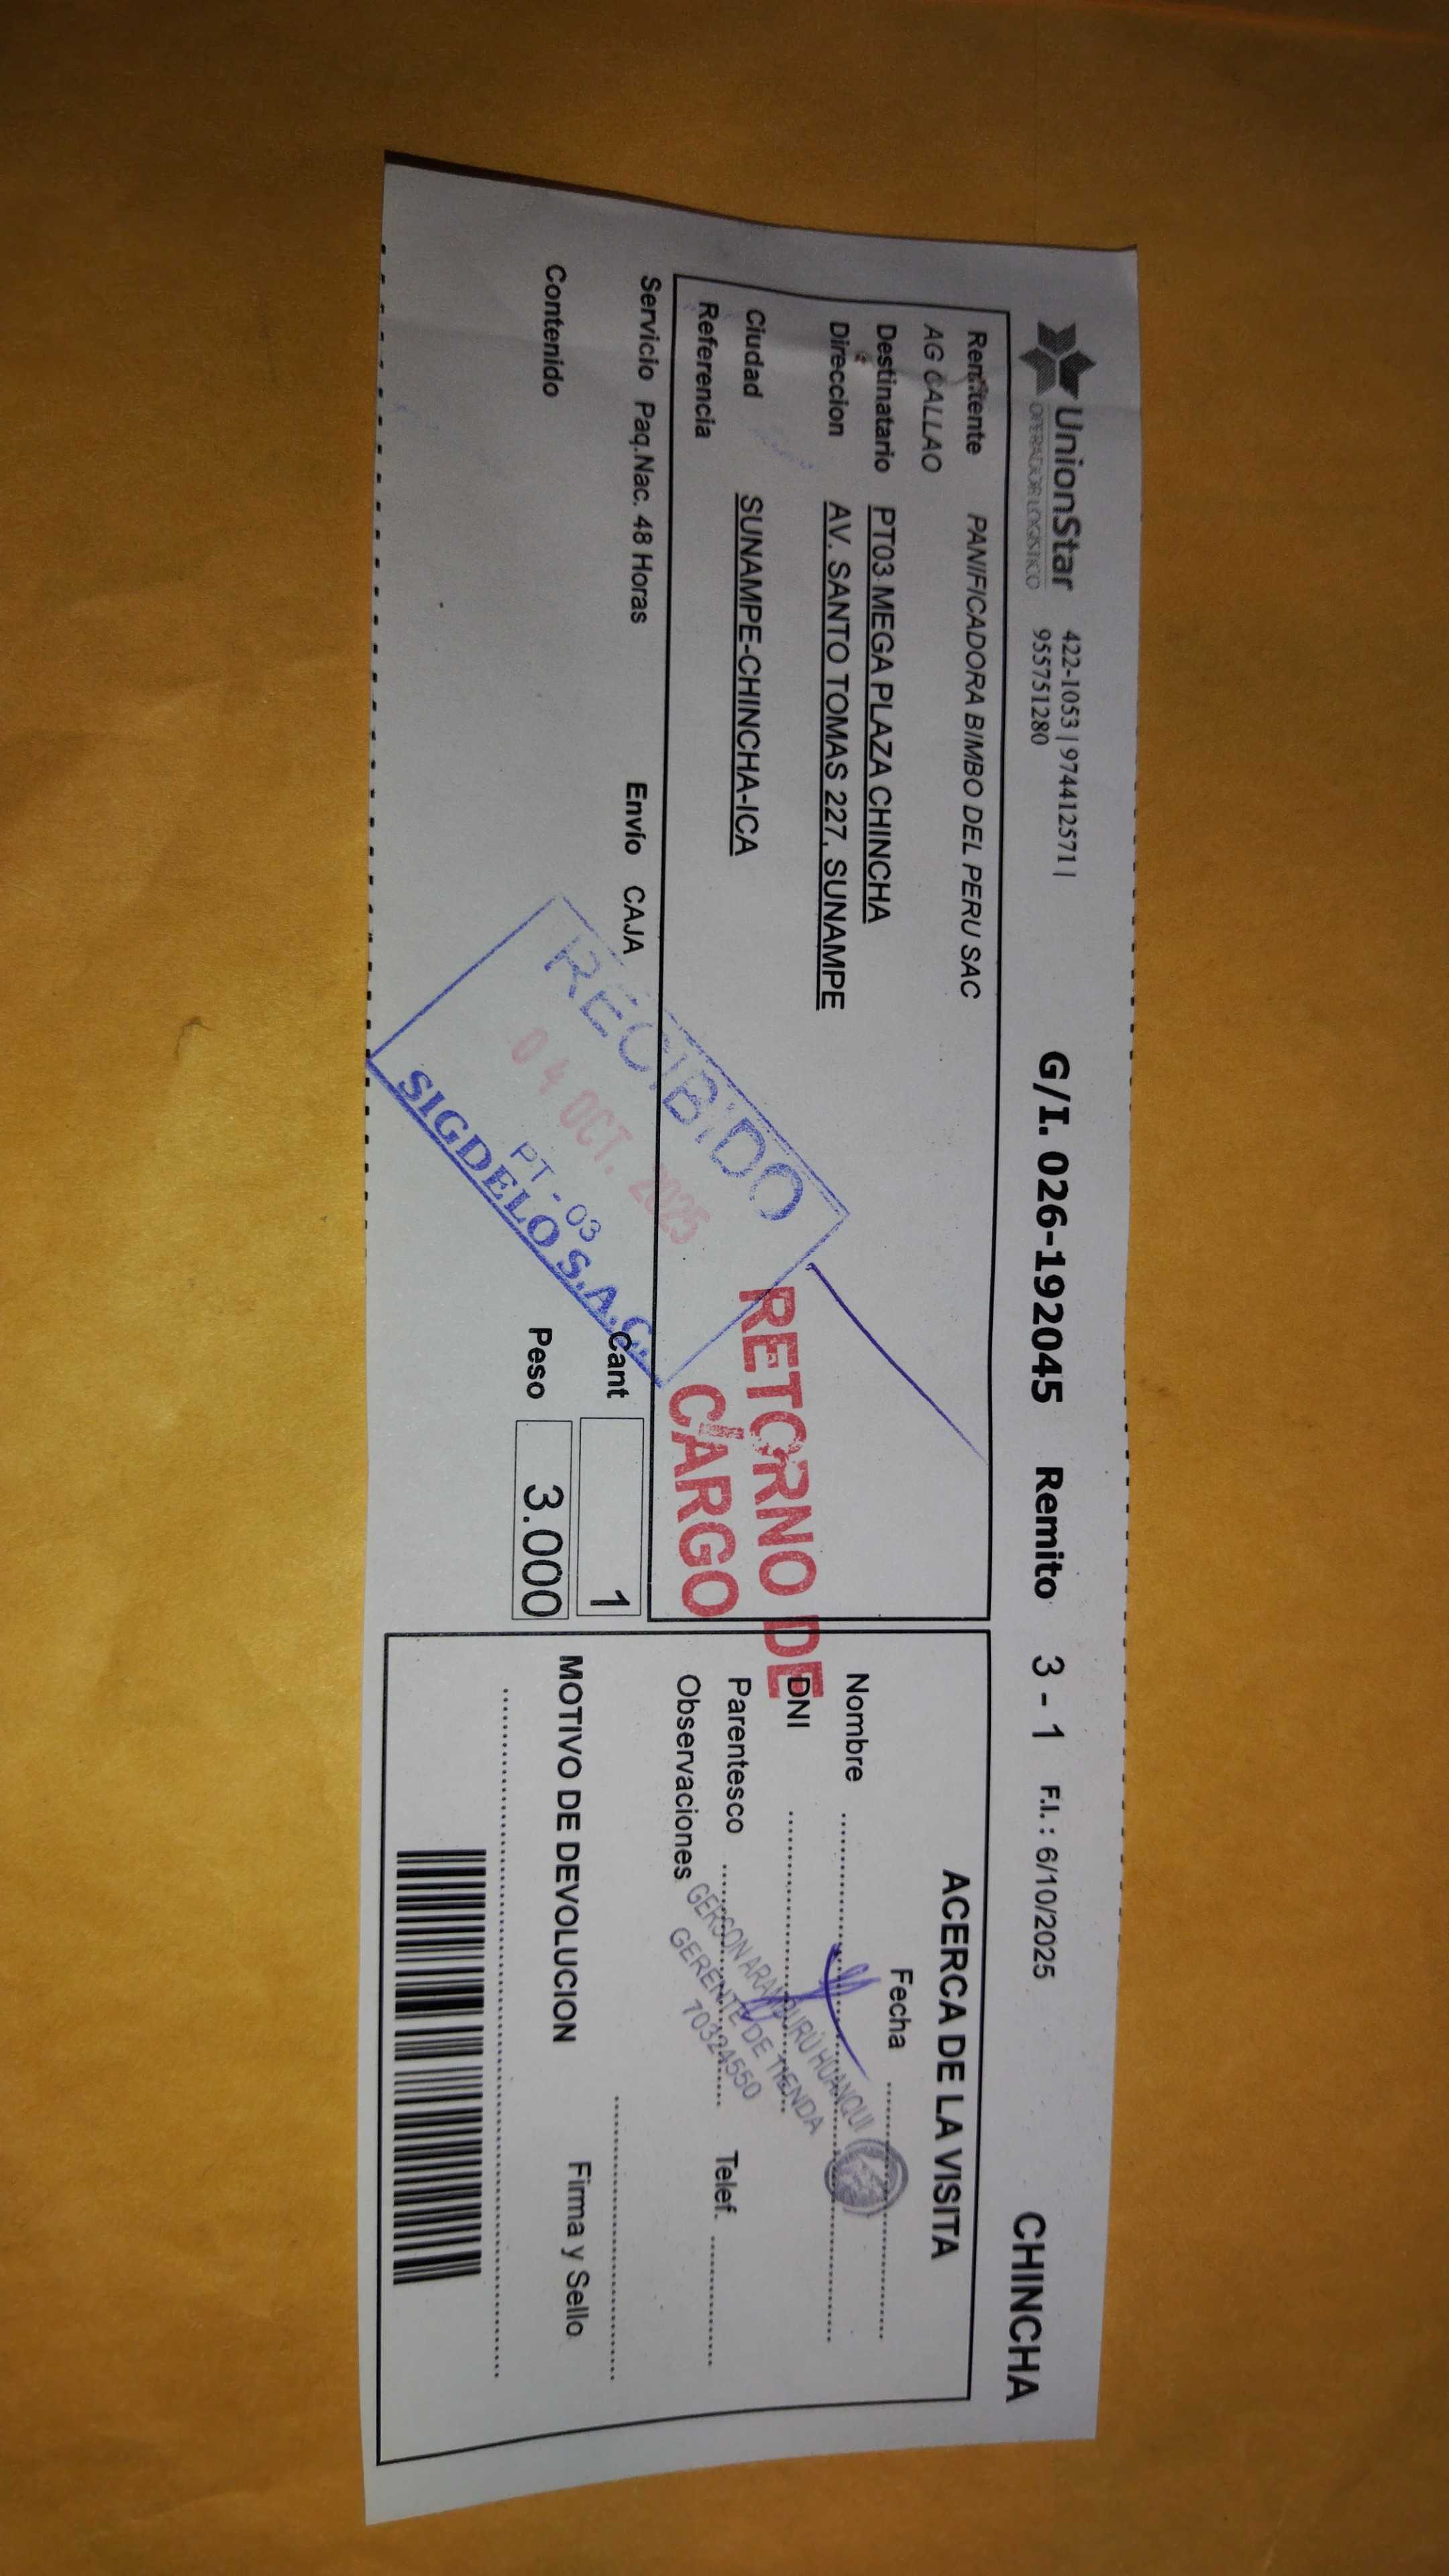 UnionStar
OPERADOR LOGISTICO
422-1053 | 974412571 |
955751280
G/I. 026-192045 Remito 3 - 1 F.I. : 6/10/2025 CHINCHA
Remitente PANIFICADORA BIMBO DEL PERU SAC
AG CALLAO
Destinatario PT03 MEGA PLAZA CHINCHA
Direccion AV. SANTO TOMAS 227, SUNAMPE
Ciudad SUNAMPE-CHINCHA-ICA
Referencia
Servicio Paq.Nac. 48 Horas Envío CAJA Cant 1
Contenido Peso 3.000
RECIBIDO
04 OCT. 2025
PT - 03
SIGDELO S.A.C.
RETORNO DE
CARGO
ACERCA DE LA VISITA
Fecha
Nombre
DNI
Parentesco Telef.
Observaciones
GERSON HUANQUI
GERENTE DE TIENDA
70324550
MOTIVO DE DEVOLUCION Firma y Sello